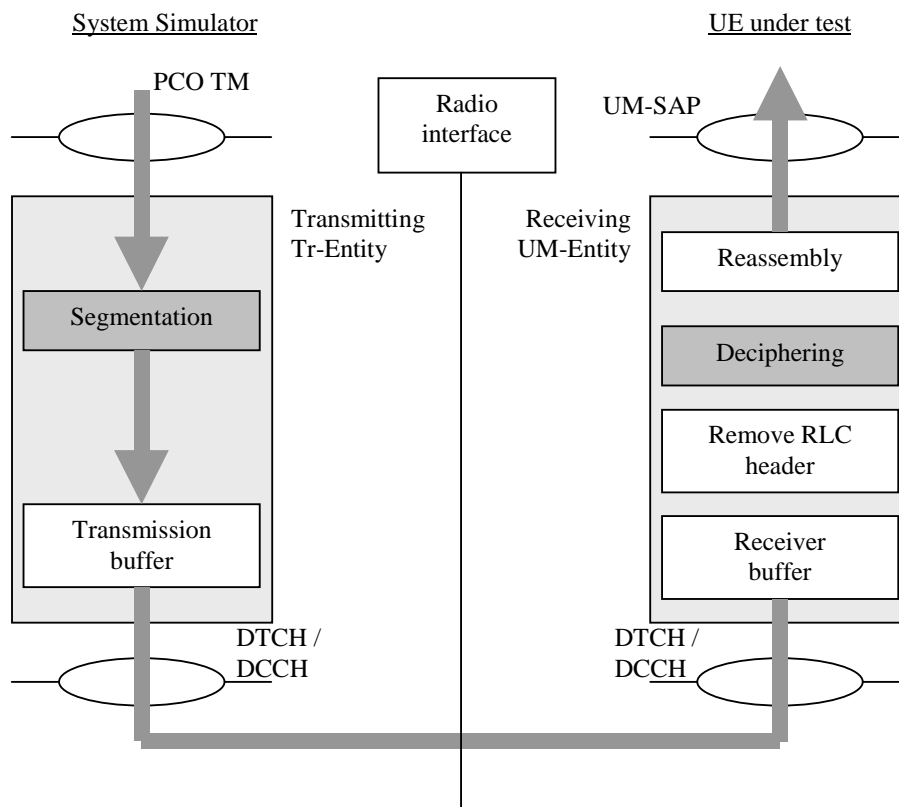 System Simulator
UE under test
PCO TM
Radio
interface
UM-SAP
Transmitting
Tr-Entity
Receiving
UM-Entity
Segmentation
Transmission
buffer
Reassembly
Deciphering
Remove RLC
header
Receiver
buffer
DTCH /
DCCH
DTCH /
DCCH